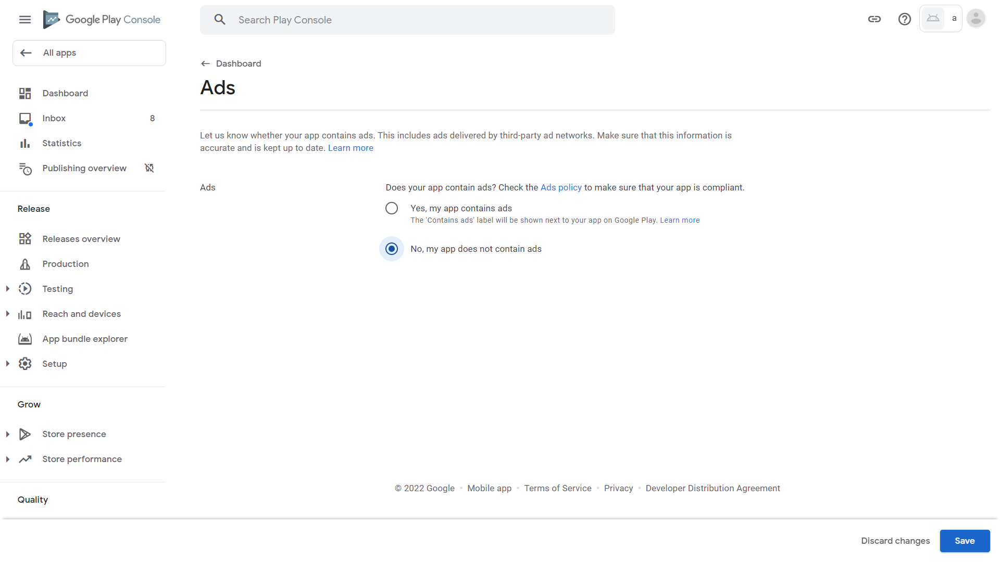 Google Play Console
Search Play Console
a
All apps
Dashboard
Inbox 8
Statistics
Publishing overview
Release
Releases overview
Production
Testing
Reach and devices
App bundle explorer
Setup
Grow
Store presence
Store performance
Quality
Dashboard
Ads
Let us know whether your app contains ads. This includes ads delivered by third-party ad networks. Make sure that this information is
accurate and is kept up to date. Learn more
Ads
Does your app contain ads? Check the Ads policy to make sure that your app is compliant.
Yes, my app contains ads
The 'Contains ads' label will be shown next to your app on Google Play. Learn more
No, my app does not contain ads
© 2022 Google • Mobile app • Terms of Service • Privacy • Developer Distribution Agreement
Discard changes
Save